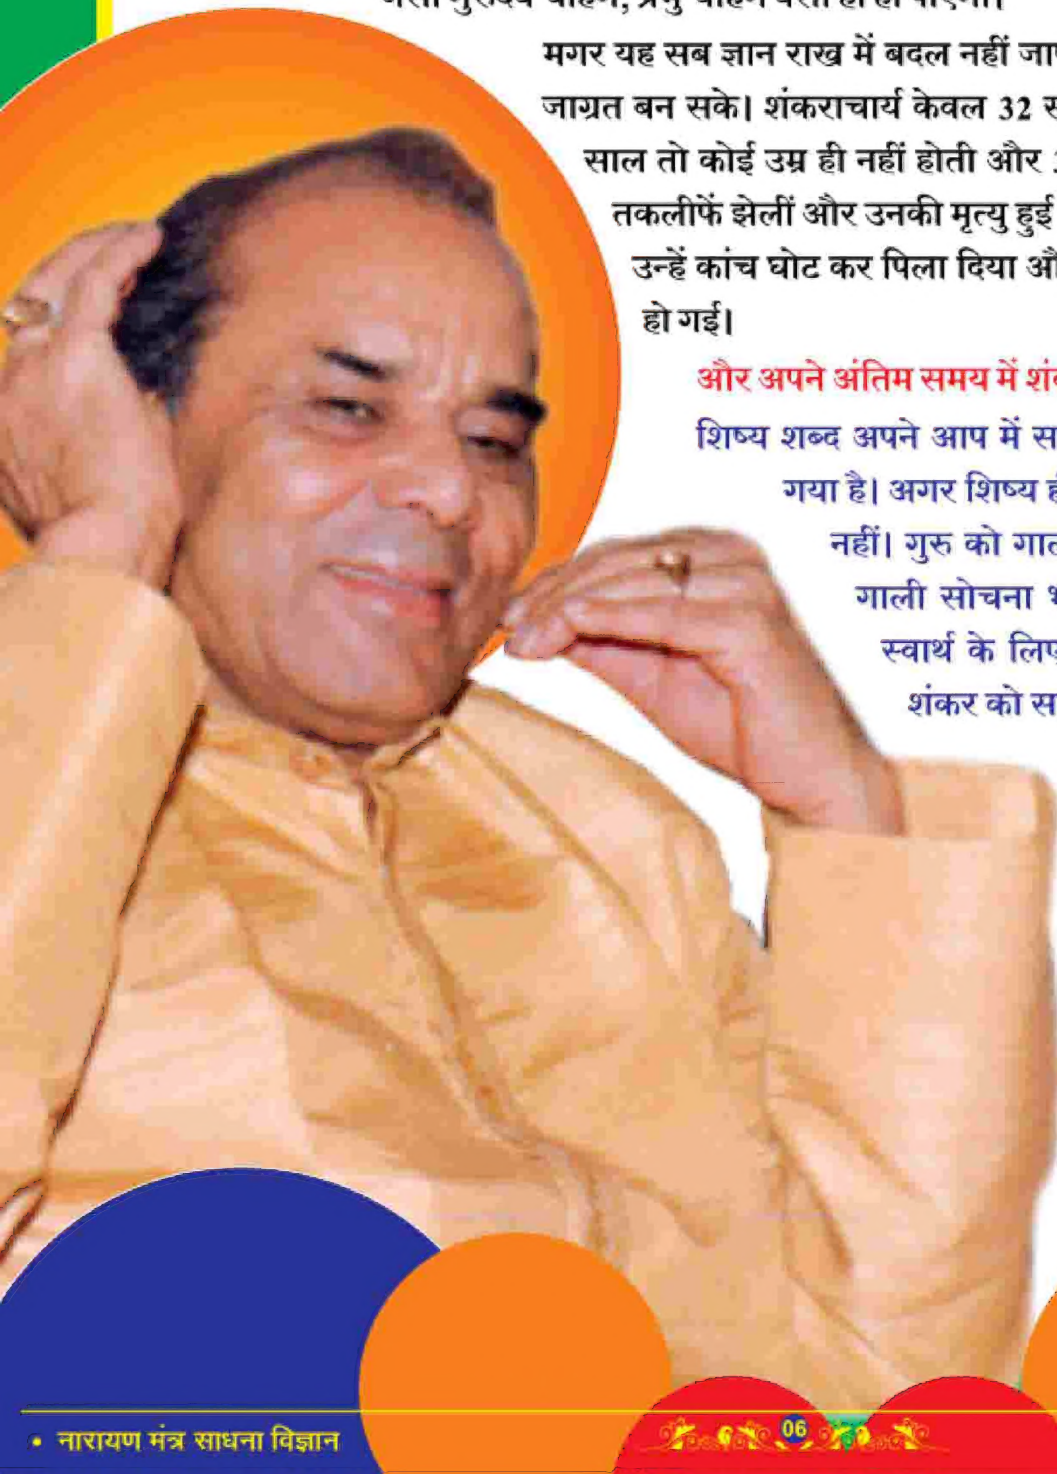 मगर यह सब ज्ञान राख में बदल नहीं
जाग्रत बन सके। शंकराचार्य केवल 32
साल तो कोई उम्र ही नहीं होती और
तकलीफें झेलीं और उनकी मृत्यु हुई
उन्हें कांच घोट कर पिला दिया
हो गई।
और अपने अंतिम समय में
शिष्य शब्द अपने आप में
गया है। अगर शिष्य
नहीं। गुरु को
गाली सोचना
स्वार्थ के
शंकर को
• नारायण मंत्र साधना विज्ञान
06